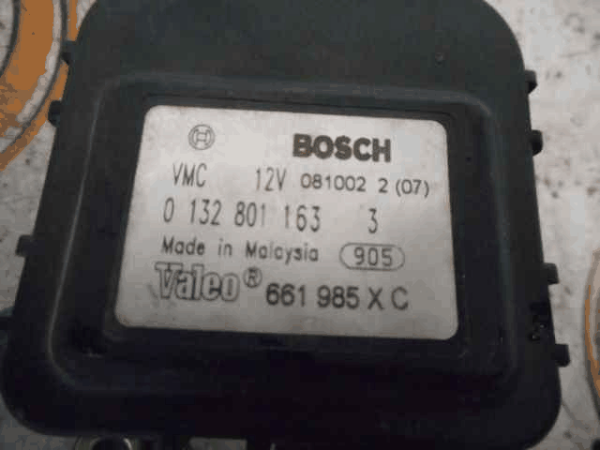 BOSCH
VMC 12V 081002 2 (07)
0 132 801 163 3
Made in Malaysia 905
Valeo® 661 985 X C